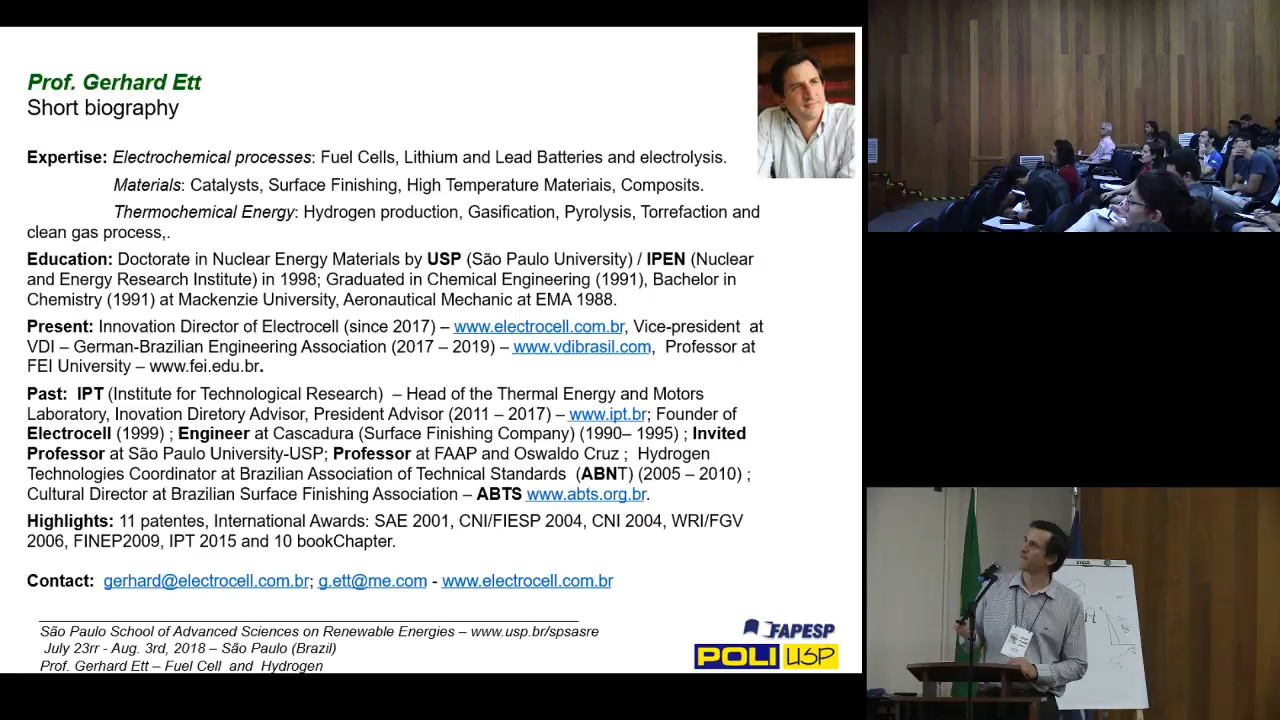 Prof. Gerhard Ett
Short biography
Expertise: Electrochemical processes: Fuel Cells, Lithium and Lead Batteries and electrolysis.
Materials: Catalysts, Surface Finishing, High Temperature Materiais, Composits.
Thermochemical Energy: Hydrogen production, Gasification, Pyrolysis, Torrefaction and
clean gas process,.
Education: Doctorate in Nuclear Energy Materials by USP (São Paulo University) / IPEN (Nuclear
and Energy Research Institute) in 1998; Graduated in Chemical Engineering (1991), Bachelor in
Chemistry (1991) at Mackenzie University, Aeronautical Mechanic at EMA 1988.
Present: Innovation Director of Electrocell (since 2017) – www.electrocell.com.br, Vice-president at
VDI – German-Brazilian Engineering Association (2017 – 2019) – www.vdibrasil.com, Professor at
FEI University – www.fei.edu.br.
Past: IPT (Institute for Technological Research) – Head of the Thermal Energy and Motors
Laboratory, Inovation Diretory Advisor, President Advisor (2011 – 2017) – www.ipt.br; Founder of
Electrocell (1999) ; Engineer at Cascadura (Surface Finishing Company) (1990– 1995) ; Invited
Professor at São Paulo University-USP; Professor at FAAP and Oswaldo Cruz ; Hydrogen
Technologies Coordinator at Brazilian Association of Technical Standards (ABNT) (2005 – 2010) ;
Cultural Director at Brazilian Surface Finishing Association – ABTS www.abts.org.br.
Highlights: 11 patentes, International Awards: SAE 2001, CNI/FIESP 2004, CNI 2004, WRI/FGV
2006, FINEP2009, IPT 2015 and 10 bookChapter.
Contact: gerhard@electrocell.com.br; g.ett@me.com - www.electrocell.com.br
São Paulo School of Advanced Sciences on Renewable Energies – www.usp.br/spsasre
July 23rr - Aug. 3rd, 2018 – São Paulo (Brazil)
Prof. Gerhard Ett – Fuel Cell and Hydrogen
FAPESP
POLI USP